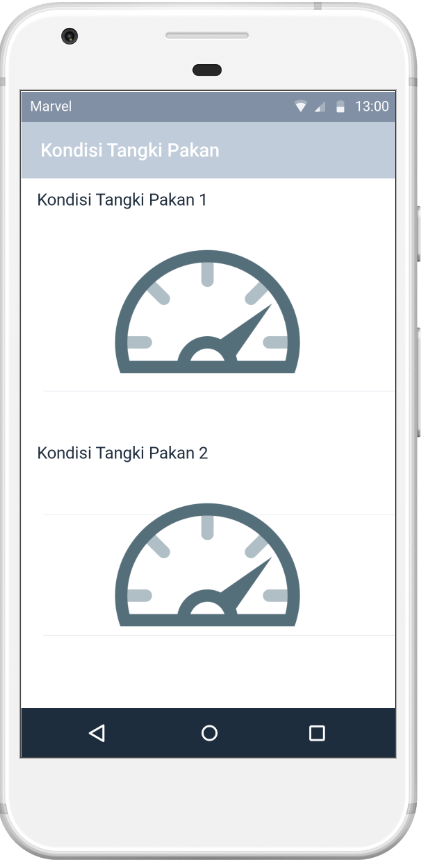 Marvel
13:00
Kondisi Tangki Pakan
Kondisi Tangki Pakan 1
Kondisi Tangki Pakan 2